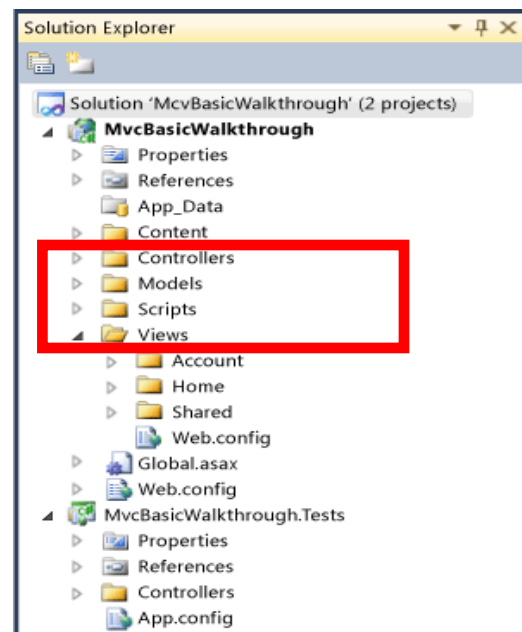 Solution Explorer
Solution 'McvBasicWalkthrough' (2 projects)
MvcBasicWalkthrough
Properties
References
App_Data
Content
Controllers
Models
Scripts
Views
Account
Home
Shared
Web.config
Global.asax
Web.config
MvcBasicWalkthrough.Tests
Properties
References
Controllers
App.config